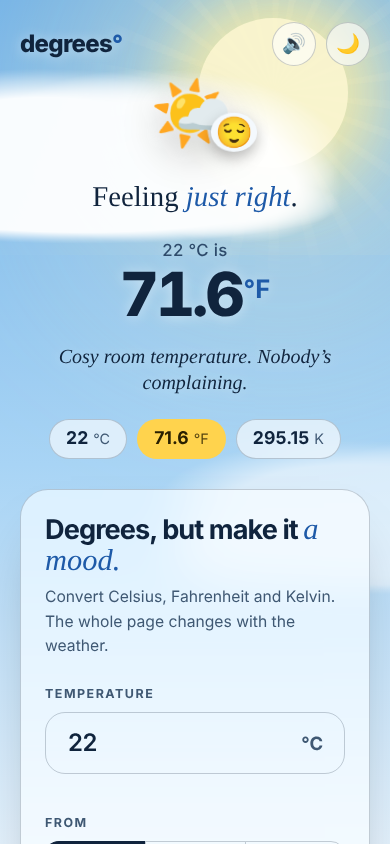 degrees°
Feeling just right.
22 °C is
71.6°F
Cosy room temperature. Nobody’s
complaining.
22 °C 71.6 °F 295.15 K
Degrees, but make it a
mood.
Convert Celsius, Fahrenheit and Kelvin.
The whole page changes with the
weather.
TEMPERATURE
22 °C
FROM